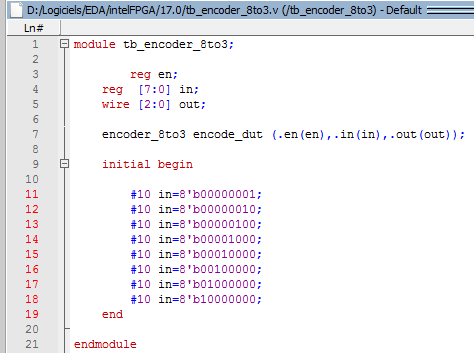 D:/Logiciels/EDA/intelFPGA/17.0/tb_encoder_8to3.v (/tb_encoder_8to3) - Default
Ln#
1 module tb_encoder_8to3;
2
3 reg en;
4 reg [7:0] in;
5 wire [2:0] out;
6
7 encoder_8to3 encode_dut (.en(en),.in(in),.out(out));
8
9 initial begin
10
11 #10 in=8'b00000001;
12 #10 in=8'b00000010;
13 #10 in=8'b00000100;
14 #10 in=8'b00001000;
15 #10 in=8'b00010000;
16 #10 in=8'b00100000;
17 #10 in=8'b01000000;
18 #10 in=8'b10000000;
19 end
20
21 endmodule